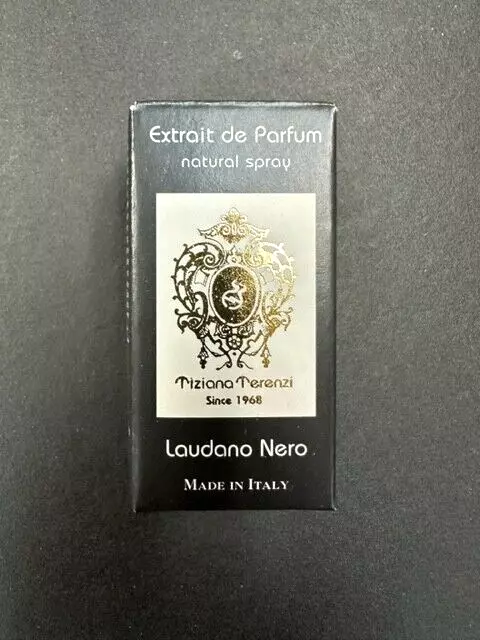 Extrait de Parfum
natural spray
Tiziana Terenzi
Since 1968
Laudano Nero
MADE IN ITALY